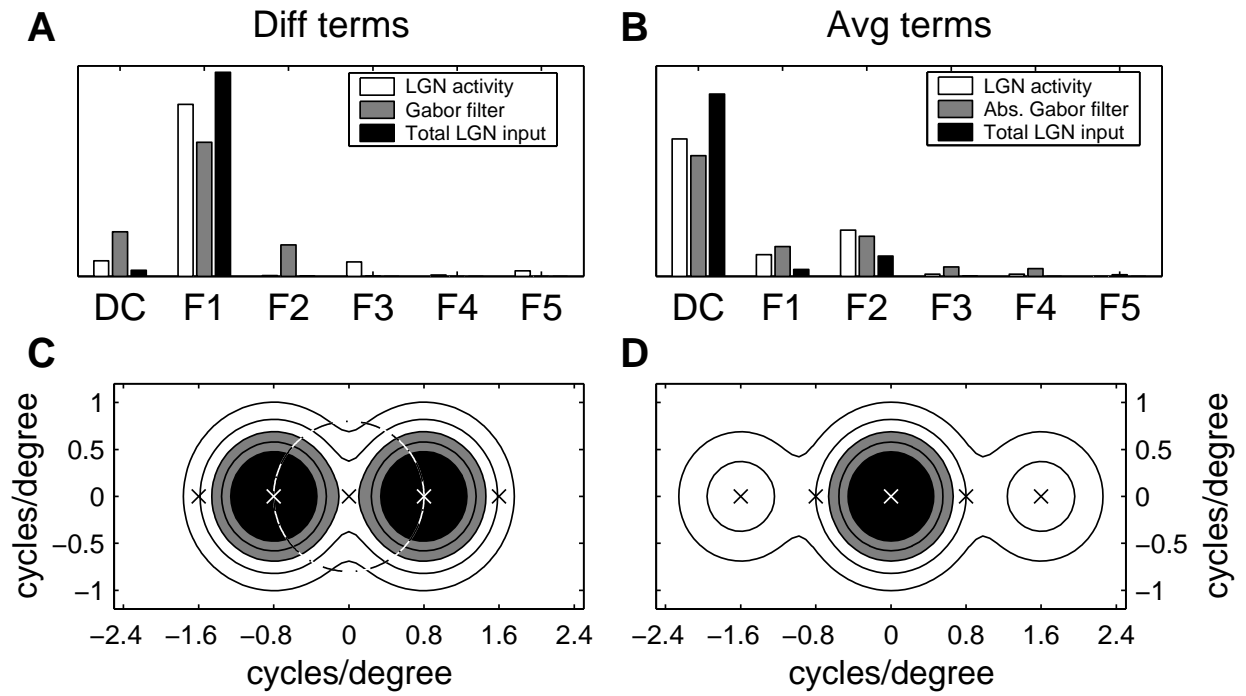 A Diff terms
LGN activity
Gabor filter
Total LGN input
DC F1 F2 F3 F4 F5
B Avg terms
LGN activity
Abs. Gabor filter
Total LGN input
DC F1 F2 F3 F4 F5
C
cycles/degree
1
0.5
0
−0.5
−1
−2.4 −1.6 −0.8 0 0.8 1.6 2.4
cycles/degree
D
1
0.5
0
−0.5
−1
cycles/degree
−2.4 −1.6 −0.8 0 0.8 1.6 2.4
cycles/degree